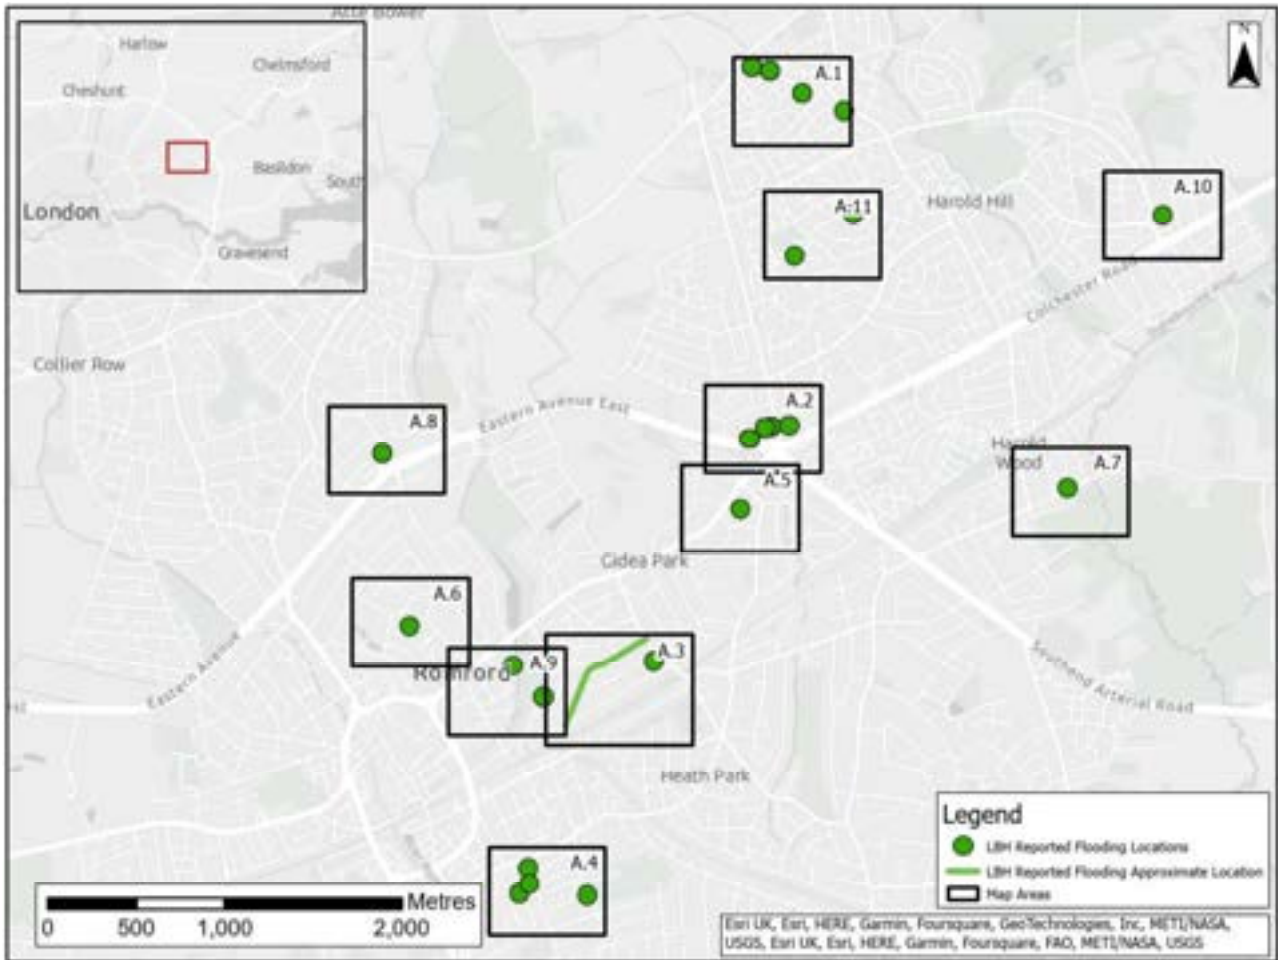 Harlow
Chelmsford
Cheshunt
Basildon
South
London
Gravesend
N
A.1
A.10
Harold Hill
A.11
Colchester Road
Collier Row
Eastern Avenue East
A.2
A.8
Harold
Wood
A.7
A.5
Gidea Park
A.6
Eastern Avenue
A.9
Romford
A.3
Southend Arterial Road
Heath Park
A.4
Legend
LBH Reported Flooding Locations
LBH Reported Flooding Approximate Location
Map Areas
Metres
0 500 1,000 2,000
Esri UK, Esri, HERE, Garmin, Foursquare, GeoTechnologies, Inc, METI/NASA,
USGS, Esri UK, Esri, HERE, Garmin, Foursquare, FAO, METI/NASA, USGS